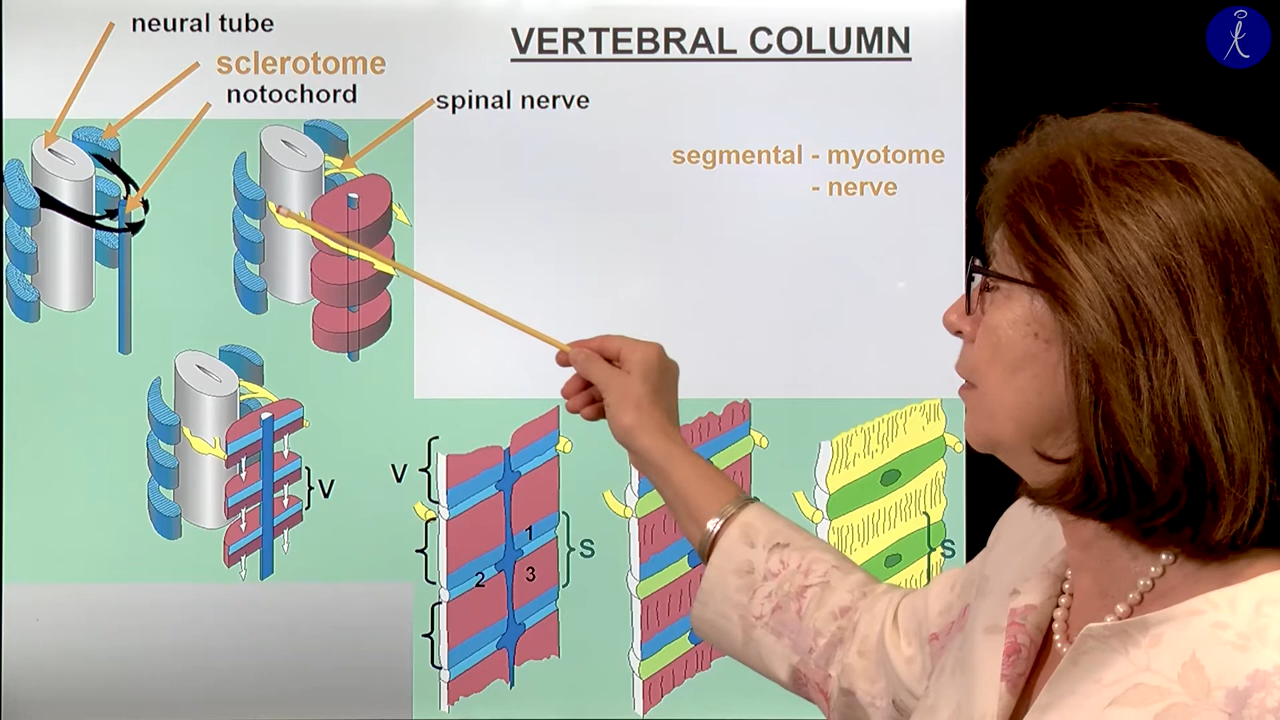 neural tube
VERTEBRAL COLUMN
sclerotome
notochord
spinal nerve
segmental - myotome
- nerve
V
V
1
S
2
3
S